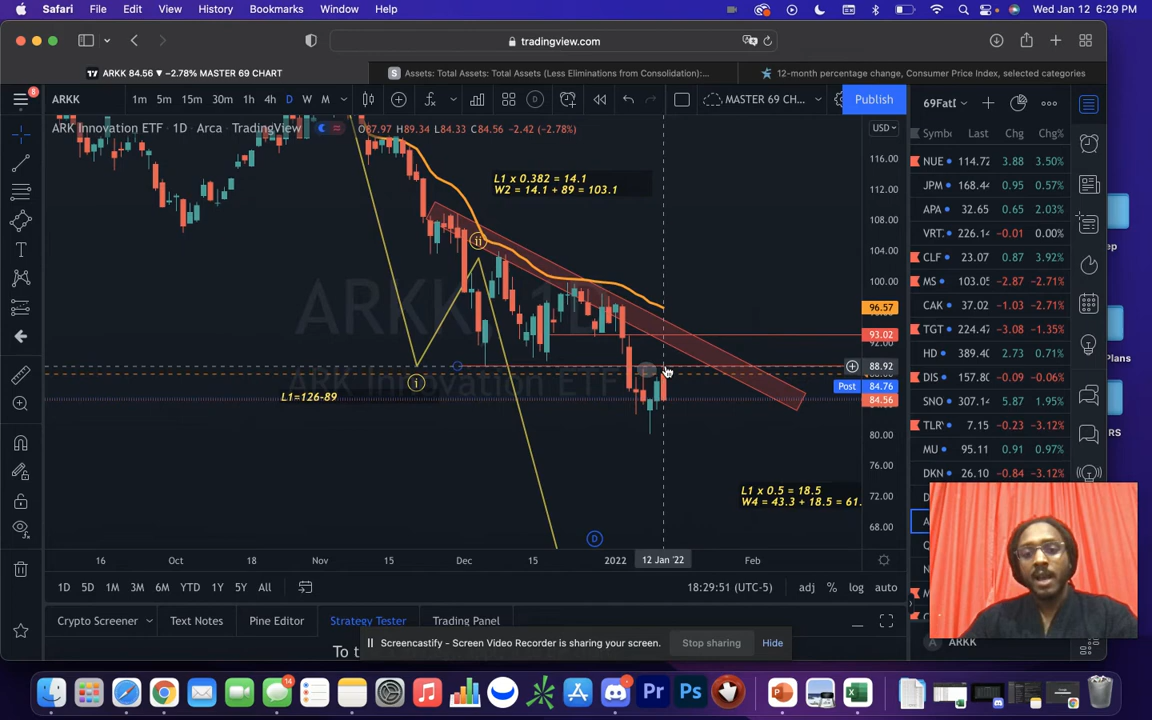 Safari File Edit View History Bookmarks Window Help Wed Jan 12 6:29 PM
tradingview.com
ARKK 84.56 ▼ −2.78% MASTER 69 CHART
Assets: Total Assets: Total Assets (Less Eliminations from Consolidation):...
12-month percentage change, Consumer Price Index, selected categories
8
ARKK 1m 5m 15m 30m 1h 4h D W M MASTER 69 CH... Publish 69Fat
ARK Innovation ETF · 1D · Arca · TradingView O87.97 H89.34 L84.33 C84.56 −2.42 (−2.78%)
USD
116.00
112.00
108.00
104.00
100.00
96.57
93.02
88.92
Post 84.76
84.56
80.00
76.00
72.00
68.00
L1 x 0.382 = 14.1
W2 = 14.1 + 89 = 103.1
ii
i
L1=126-89
L1 x 0.5 = 18.5
W4 = 43.3 + 18.5 = 61.
ARKK, 1D
ARK Innovation ETF
D
16 Oct 18 Nov 15 Dec 15 2022 12 Jan '22 Feb
1D 5D 1M 3M 6M YTD 1Y 5Y All 18:29:51 (UTC-5) adj % log auto
Crypto Screener Text Notes Pine Editor Strategy Tester Trading Panel
Screencastify - Screen Video Recorder is sharing your screen. Stop sharing Hide
To t
Symb Last Chg Chg%
NUE 114.72 3.88 3.50%
JPM 168.44 0.95 0.57%
APA 32.65 0.65 2.03%
VRT. 226.14 −0.01 0.00%
CLF 23.07 0.87 3.92%
MS 103.05 −2.87 −2.71%
CAK 37.02 −1.03 −2.71%
TGT 224.47 −3.08 −1.35%
HD 389.40 2.73 0.71%
DIS 157.80 −0.09 −0.06%
SNO 5.87 1.95%
TLR 7.15 −0.23 −3.12%
MU 95.11 0.91 0.97%
DKN 26.10 −0.84 −3.12%
ARKK
ep
Plans
RS
14
Pr Ps